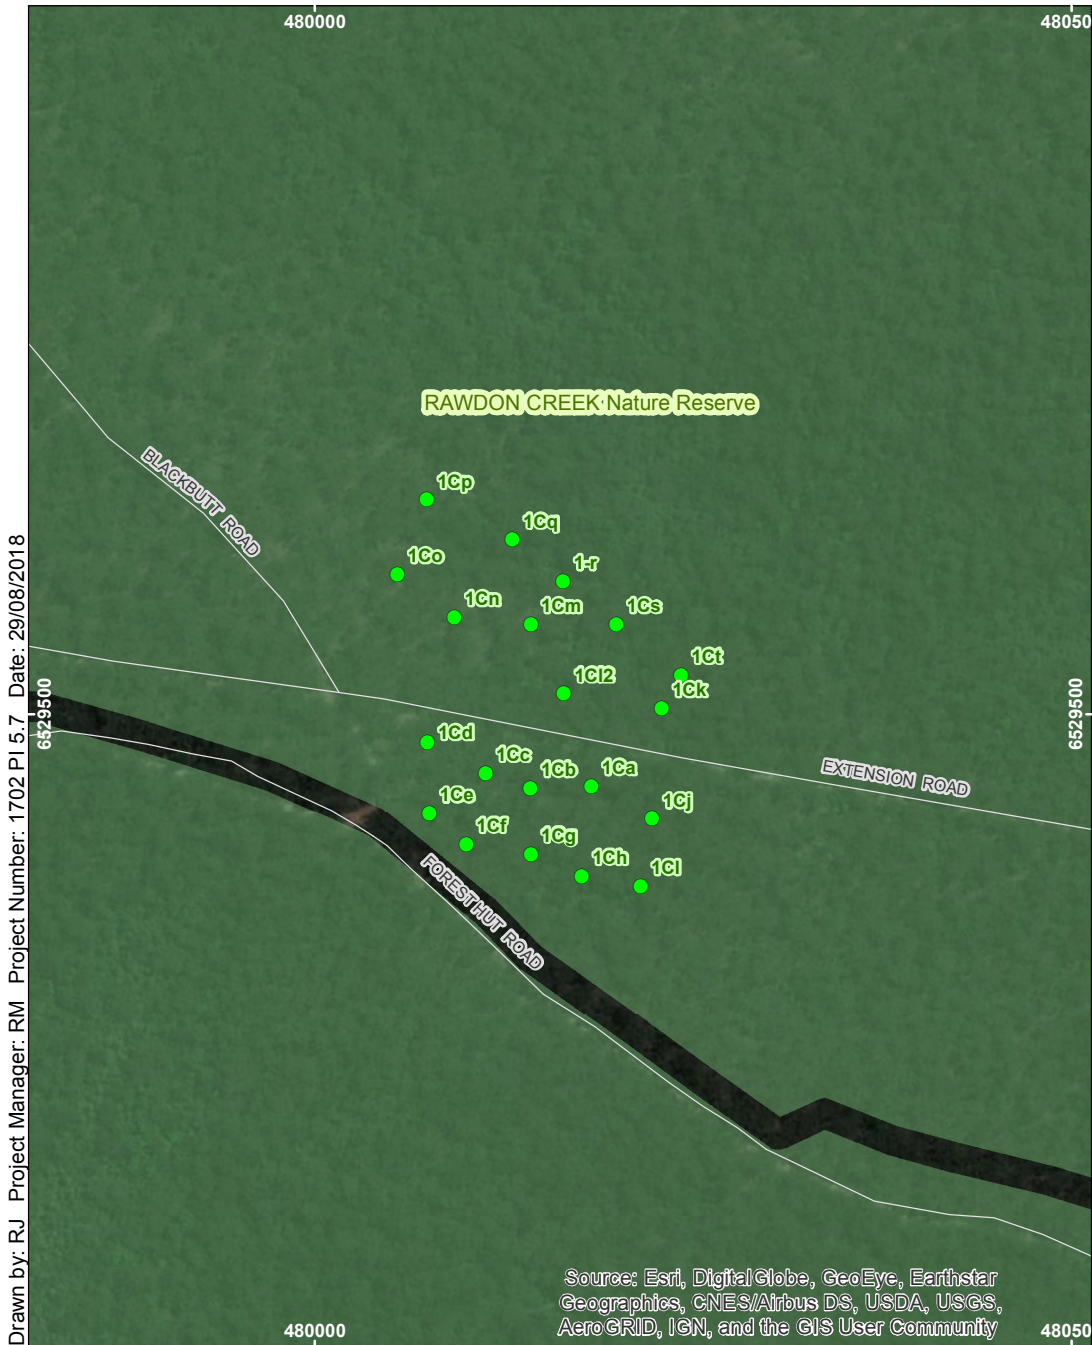 480000
48050
RAWDON CREEK Nature Reserve
BLACKBUTT ROAD
1Cp
1Cq
1Co
1-r
1Cn
1Cm
1Cs
1Ct
1Cl2
1Ck
6529500
6529500
1Cd
1Cc
1Cb
1Ca
EXTENSION ROAD
1Ce
1Cj
1Cf
1Cg
1Ch
1Cl
FOREST HUT ROAD
Drawn by: RJ Project Manager: RM Project Number: 1702 PI 5.7 Date: 29/08/2018
Source: Esri, DigitalGlobe, GeoEye, Earthstar
Geographics, CNES/Airbus DS, USDA, USGS,
AeroGRID, IGN, and the GIS User Community
480000
48050